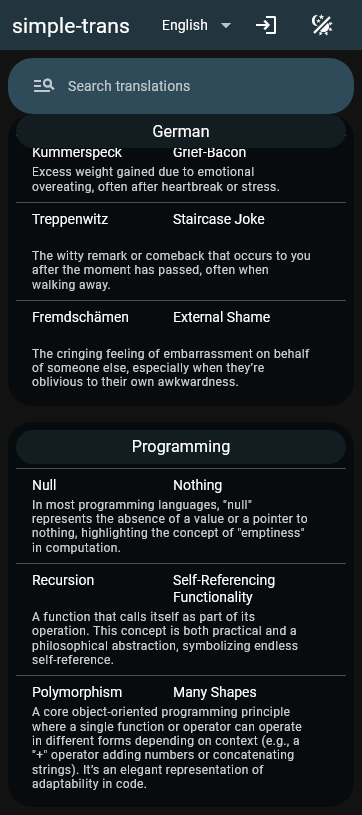 simple-trans English
Search translations
German
Kummerspeck Grief-Bacon
Excess weight gained due to emotional
overeating, often after heartbreak or stress.
Treppenwitz Staircase Joke
The witty remark or comeback that occurs to you
after the moment has passed, often when
walking away.
Fremdschämen External Shame
The cringing feeling of embarrassment on behalf
of someone else, especially when they're
oblivious to their own awkwardness.
Programming
Null Nothing
In most programming languages, "null"
represents the absence of a value or a pointer to
nothing, highlighting the concept of "emptiness"
in computation.
Recursion Self-Referencing
Functionality
A function that calls itself as part of its
operation. This concept is both practical and a
philosophical abstraction, symbolizing endless
self-reference.
Polymorphism Many Shapes
A core object-oriented programming principle
where a single function or operator can operate
in different forms depending on context (e.g., a
"+" operator adding numbers or concatenating
strings). It's an elegant representation of
adaptability in code.